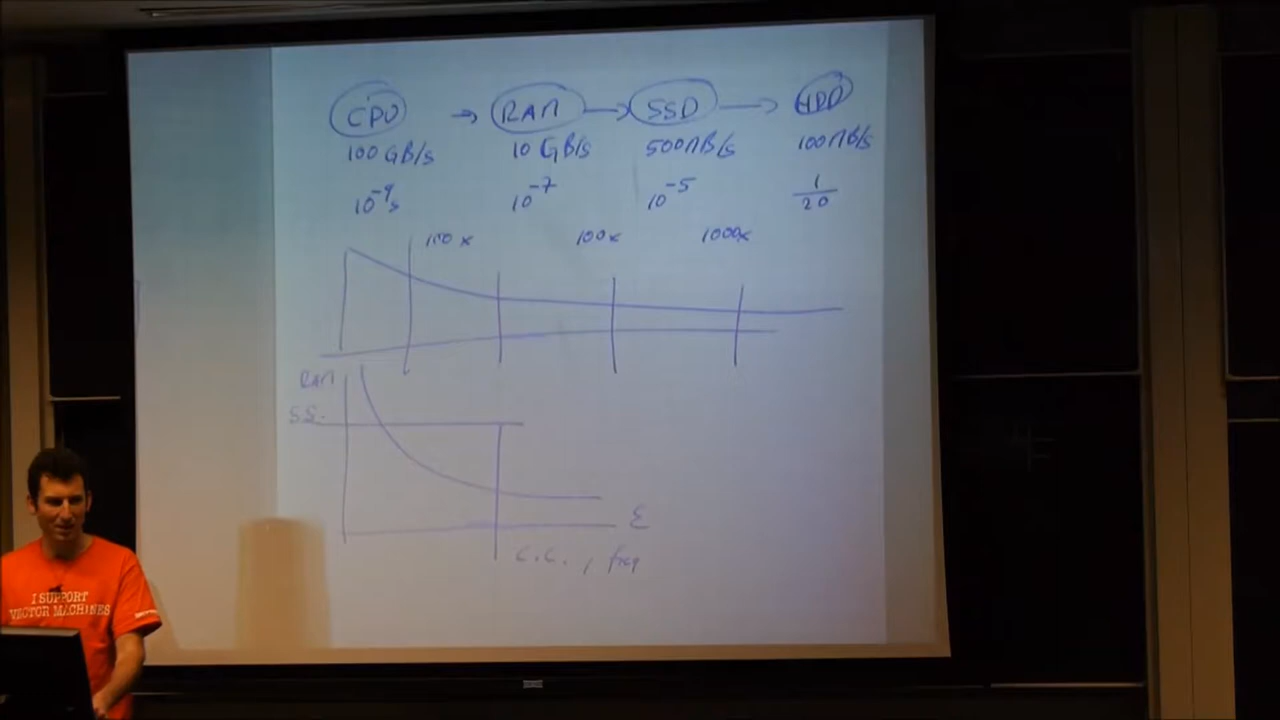 CPU → RAM → SSD → HDD
100 GB/s 10 GB/s 500MB/s 100MB/s
10⁻⁹s 10⁻⁷ 10⁻⁵ 1/20
100x 100x 1000x
RAM
S.S.
ε
c.c., freq
I SUPPORT
VECTOR MACHINES